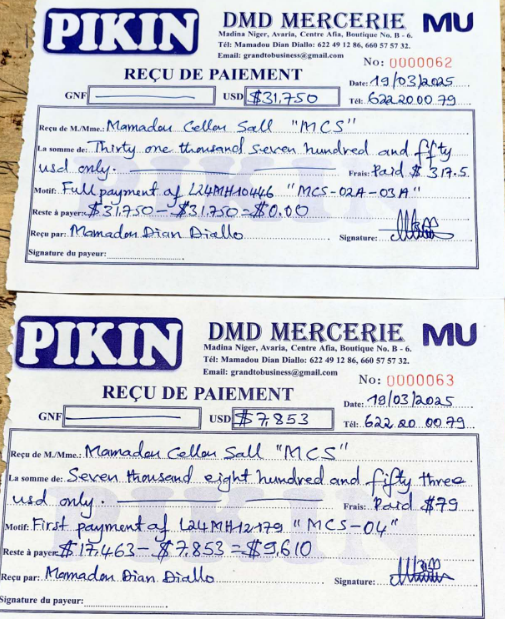 PIKIN
DMD MERCERIE MU
Madina Niger, Avaria, Centre Afia, Boutique No. B - 6.
Tél: Mamadou Dian Diallo: 622 49 12 86, 660 57 57 32.
Email: grandtobusiness@gmail.com
No: 0000062
REÇU DE PAIEMENT
Date: 19/03/2025
GNF USD $31,750 Tél: 622 20 00 79
Reçu de M./Mme.: Mamadou Cellou Sall "MCS"
La somme de: Thirty one thousand seven hundred and fifty
usd only. Frais: Paid $ 317.5.
Motif: Full payment of L24MH10446 "MCS-02A-03A"
Reste à payer: $31.750 - $31.750 = $0.00
Reçu par: Mamadou Dian Diallo Signature:
Signature du payeur:
PIKIN
PIKIN
DMD MERCERIE MU
Madina Niger, Avaria, Centre Afia, Boutique No. B - 6.
Tél: Mamadou Dian Diallo: 622 49 12 86, 660 57 57 32.
Email: grandtobusiness@gmail.com
No: 0000063
REÇU DE PAIEMENT
Date: 19/03/2025
GNF USD $7,853 Tél: 622 20 00 79
Reçu de M./Mme.: Mamadou Cellou Sall "MCS"
La somme de: Seven thousand eight hundred and fifty three
usd only. Frais: Paid $79
Motif: First payment of L24MH12179 "MCS-04"
Reste à payer: $17.463 - $7.853 = $9,610
Reçu par: Mamadou Dian Diallo Signature:
Signature du payeur:
PIKIN